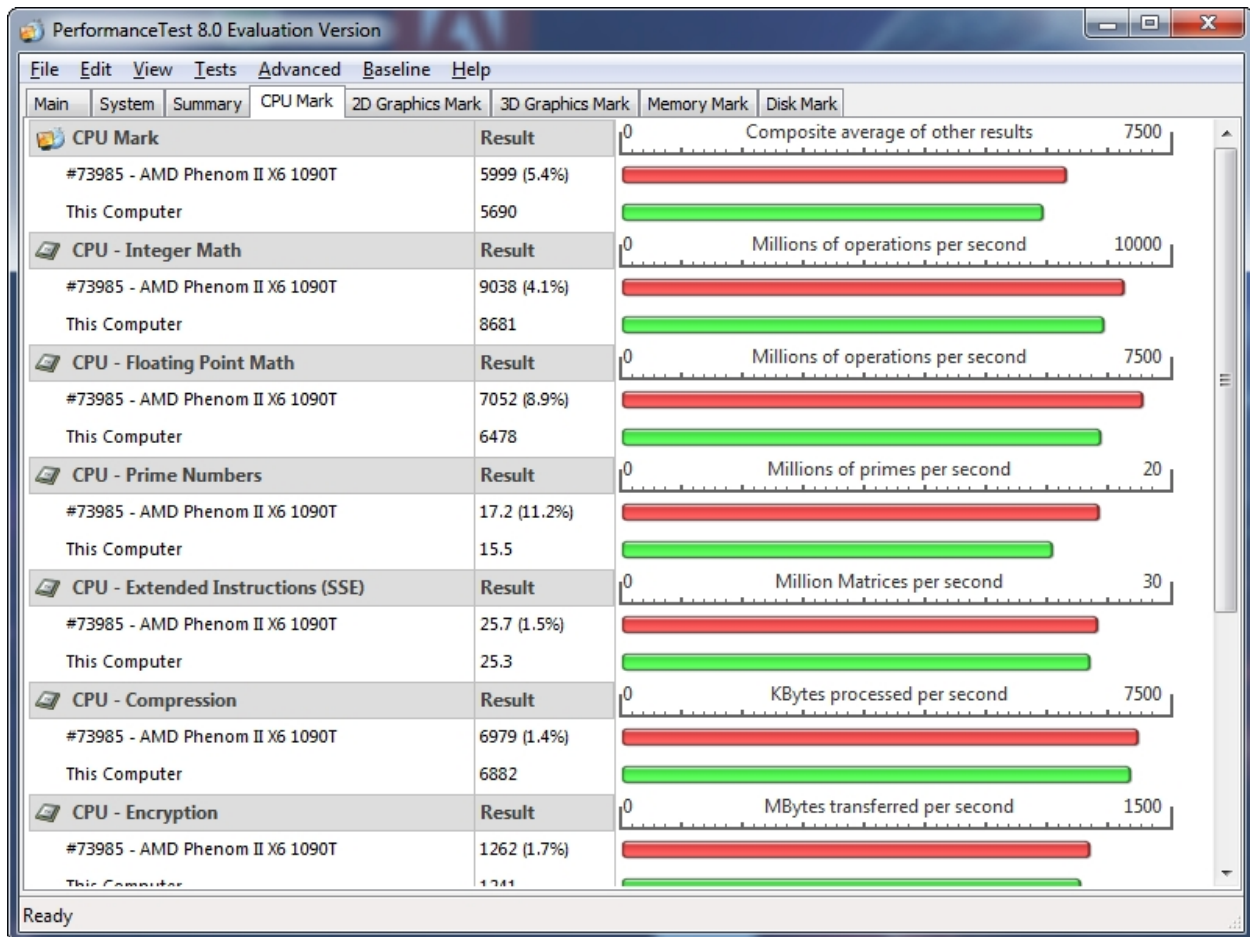 PerformanceTest 8.0 Evaluation Version
File Edit View Tests Advanced Baseline Help
Main System Summary CPU Mark 2D Graphics Mark 3D Graphics Mark Memory Mark Disk Mark
CPU Mark Result 0 Composite average of other results 7500
#73985 - AMD Phenom II X6 1090T 5999 (5.4%)
This Computer 5690
CPU - Integer Math Result 0 Millions of operations per second 10000
#73985 - AMD Phenom II X6 1090T 9038 (4.1%)
This Computer 8681
CPU - Floating Point Math Result 0 Millions of operations per second 7500
#73985 - AMD Phenom II X6 1090T 7052 (8.9%)
This Computer 6478
CPU - Prime Numbers Result 0 Millions of primes per second 20
#73985 - AMD Phenom II X6 1090T 17.2 (11.2%)
This Computer 15.5
CPU - Extended Instructions (SSE) Result 0 Million Matrices per second 30
#73985 - AMD Phenom II X6 1090T 25.7 (1.5%)
This Computer 25.3
CPU - Compression Result 0 KBytes processed per second 7500
#73985 - AMD Phenom II X6 1090T 6979 (1.4%)
This Computer 6882
CPU - Encryption Result 0 MBytes transferred per second 1500
#73985 - AMD Phenom II X6 1090T 1262 (1.7%)
This Computer 1241
Ready